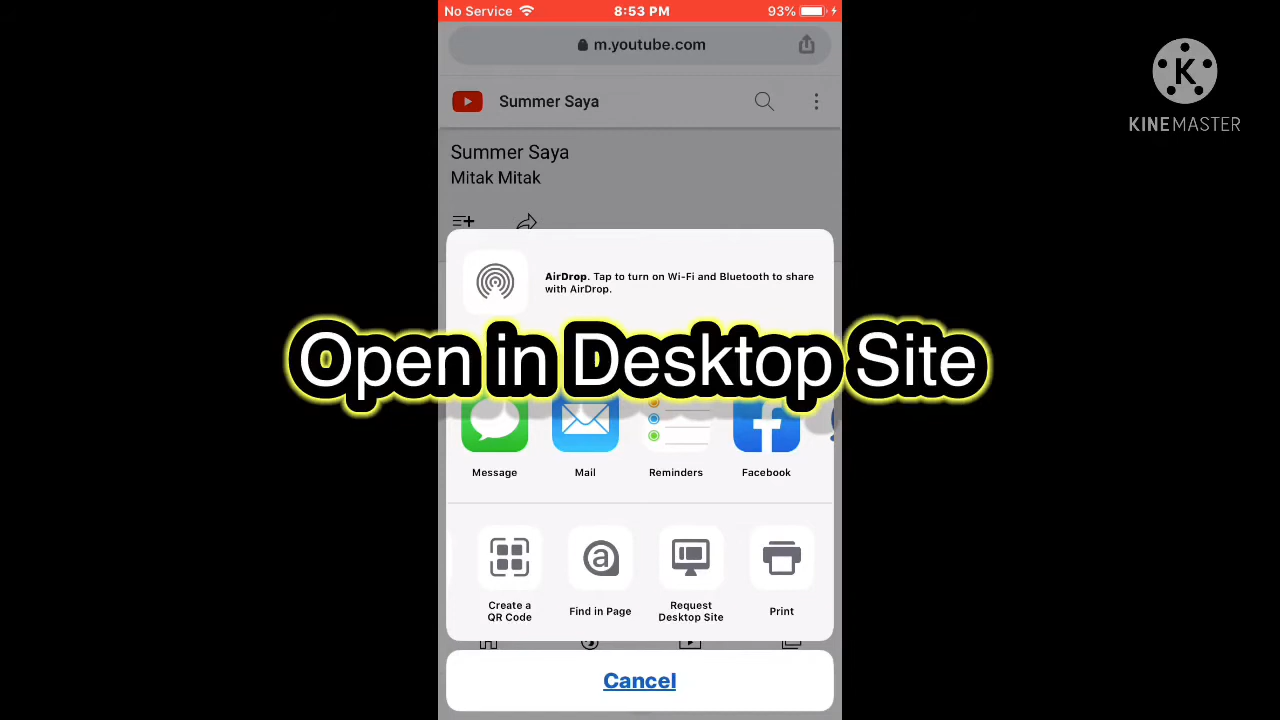 No Service
8:53 PM
93%
m.youtube.com
K
KINEMASTER
Summer Saya
Summer Saya
Mitak Mitak
AirDrop. Tap to turn on Wi-Fi and Bluetooth to share
with AirDrop.
Open in Desktop Site
Message
Mail
Reminders
Facebook
Create a
QR Code
Find in Page
Request
Desktop Site
Print
Cancel